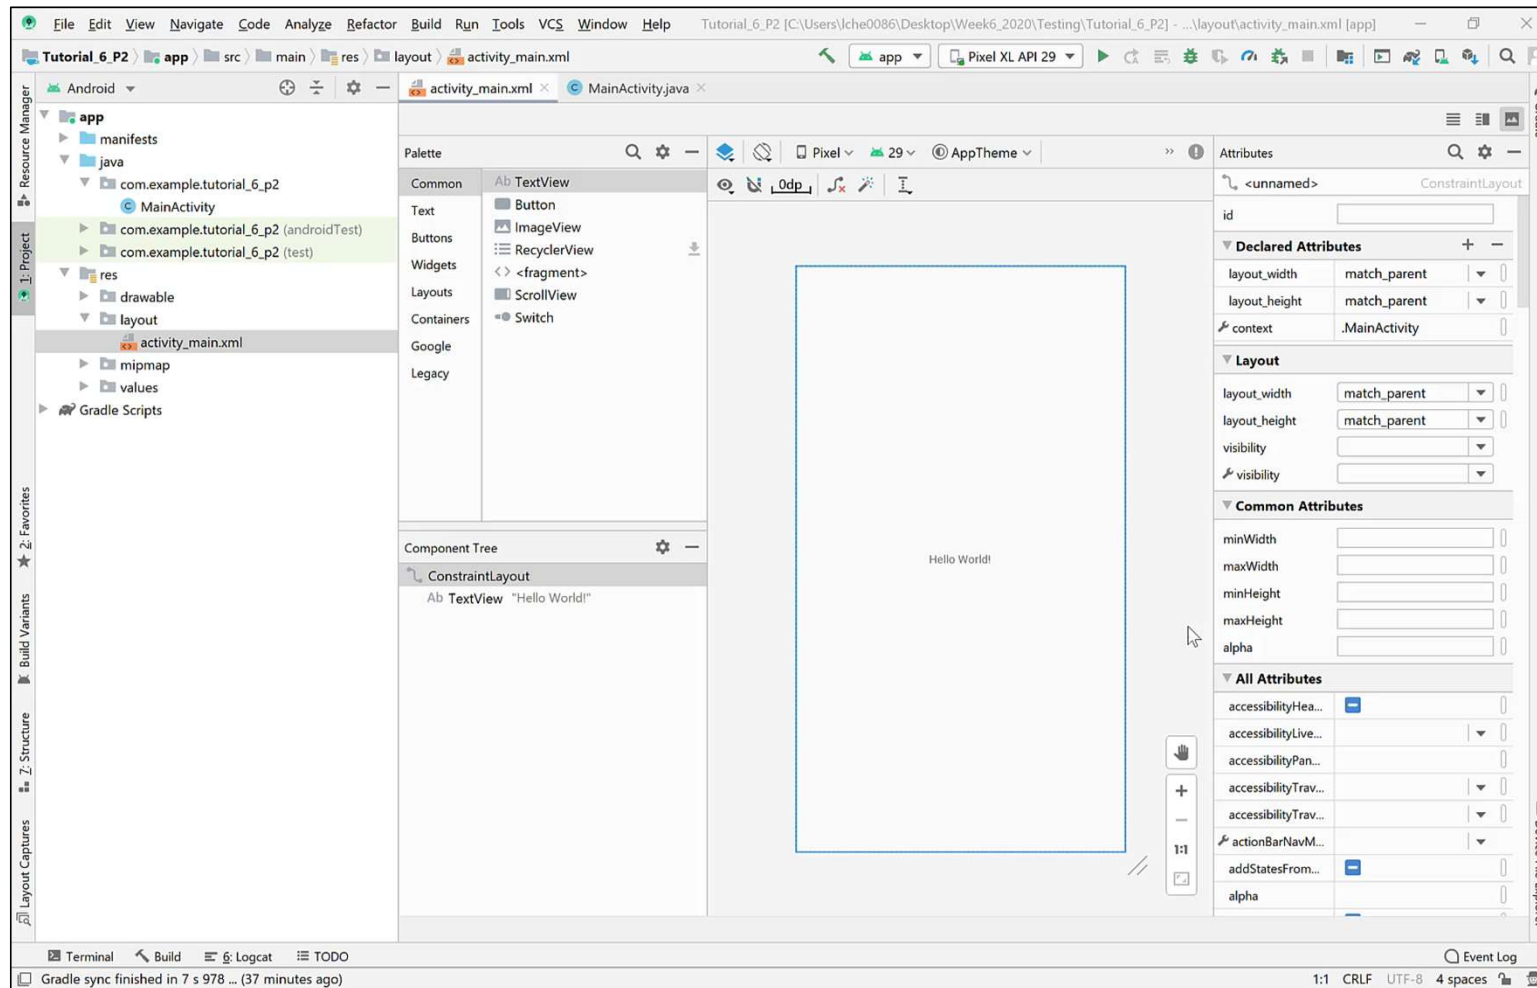 File Edit View Navigate Code Analyze Refactor Build Run Tools VCS Window Help Tutorial_6_P2 [C:\Users\lche0086\Desktop\Week6_2020\Testing\Tutorial_6_P2] - ...\layout\activity_main.xml [app]
Tutorial_6_P2 app src main res layout activity_main.xml app Pixel XL API 29
Android
activity_main.xml MainActivity.java
app
manifests
java
com.example.tutorial_6_p2
MainActivity
com.example.tutorial_6_p2 (androidTest)
com.example.tutorial_6_p2 (test)
res
drawable
layout
activity_main.xml
mipmap
values
Gradle Scripts
Resource Manager
1: Project
2: Favorites
Build Variants
7: Structure
Layout Captures
Palette
Common
Text
Buttons
Widgets
Layouts
Containers
Google
Legacy
Ab TextView
Button
ImageView
RecyclerView
<fragment>
ScrollView
Switch
Component Tree
ConstraintLayout
Ab TextView "Hello World!"
Pixel 29 AppTheme
0dp
Hello World!
1:1
Attributes
<unnamed> ConstraintLayout
id
Declared Attributes
layout_width match_parent
layout_height match_parent
context .MainActivity
Layout
layout_width match_parent
layout_height match_parent
visibility
visibility
Common Attributes
minWidth
maxWidth
minHeight
maxHeight
alpha
All Attributes
accessibilityHea...
accessibilityLive...
accessibilityPan...
accessibilityTrav...
accessibilityTrav...
actionBarNavM...
addStatesFrom...
alpha
Terminal Build 6: Logcat TODO Event Log
Gradle sync finished in 7 s 978 ... (37 minutes ago) 1:1 CRLF UTF-8 4 spaces